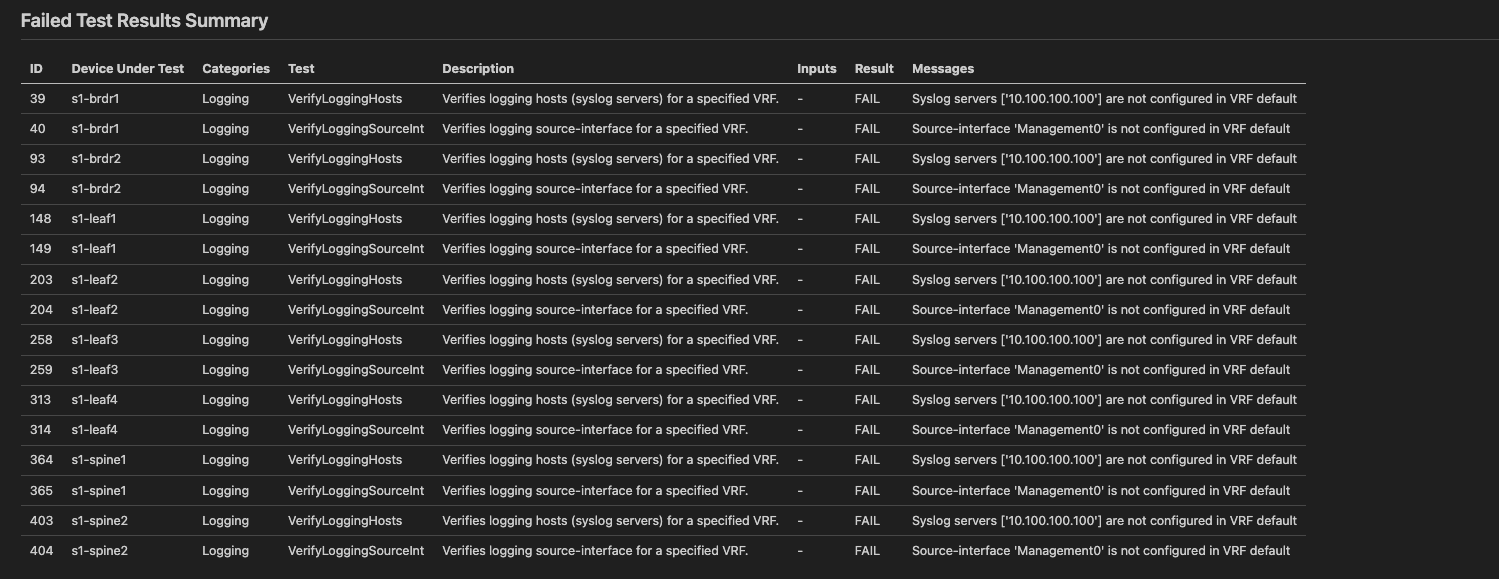 Failed Test Results Summary
ID Device Under Test Categories Test Description Inputs Result Messages
39 s1-brdr1 Logging VerifyLoggingHosts Verifies logging hosts (syslog servers) for a specified VRF. - FAIL Syslog servers ['10.100.100.100'] are not configured in VRF default
40 s1-brdr1 Logging VerifyLoggingSourceInt Verifies logging source-interface for a specified VRF. - FAIL Source-interface 'Management0' is not configured in VRF default
93 s1-brdr2 Logging VerifyLoggingHosts Verifies logging hosts (syslog servers) for a specified VRF. - FAIL Syslog servers ['10.100.100.100'] are not configured in VRF default
94 s1-brdr2 Logging VerifyLoggingSourceInt Verifies logging source-interface for a specified VRF. - FAIL Source-interface 'Management0' is not configured in VRF default
148 s1-leaf1 Logging VerifyLoggingHosts Verifies logging hosts (syslog servers) for a specified VRF. - FAIL Syslog servers ['10.100.100.100'] are not configured in VRF default
149 s1-leaf1 Logging VerifyLoggingSourceInt Verifies logging source-interface for a specified VRF. - FAIL Source-interface 'Management0' is not configured in VRF default
203 s1-leaf2 Logging VerifyLoggingHosts Verifies logging hosts (syslog servers) for a specified VRF. - FAIL Syslog servers ['10.100.100.100'] are not configured in VRF default
204 s1-leaf2 Logging VerifyLoggingSourceInt Verifies logging source-interface for a specified VRF. - FAIL Source-interface 'Management0' is not configured in VRF default
258 s1-leaf3 Logging VerifyLoggingHosts Verifies logging hosts (syslog servers) for a specified VRF. - FAIL Syslog servers ['10.100.100.100'] are not configured in VRF default
259 s1-leaf3 Logging VerifyLoggingSourceInt Verifies logging source-interface for a specified VRF. - FAIL Source-interface 'Management0' is not configured in VRF default
313 s1-leaf4 Logging VerifyLoggingHosts Verifies logging hosts (syslog servers) for a specified VRF. - FAIL Syslog servers ['10.100.100.100'] are not configured in VRF default
314 s1-leaf4 Logging VerifyLoggingSourceInt Verifies logging source-interface for a specified VRF. - FAIL Source-interface 'Management0' is not configured in VRF default
364 s1-spine1 Logging VerifyLoggingHosts Verifies logging hosts (syslog servers) for a specified VRF. - FAIL Syslog servers ['10.100.100.100'] are not configured in VRF default
365 s1-spine1 Logging VerifyLoggingSourceInt Verifies logging source-interface for a specified VRF. - FAIL Source-interface 'Management0' is not configured in VRF default
403 s1-spine2 Logging VerifyLoggingHosts Verifies logging hosts (syslog servers) for a specified VRF. - FAIL Syslog servers ['10.100.100.100'] are not configured in VRF default
404 s1-spine2 Logging VerifyLoggingSourceInt Verifies logging source-interface for a specified VRF. - FAIL Source-interface 'Management0' is not configured in VRF default